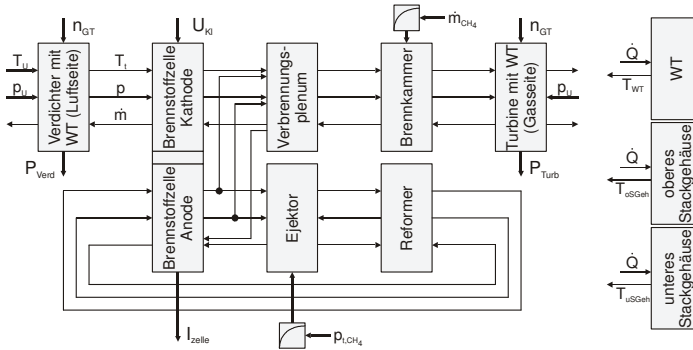 n_GT
U_Kl
ṁ_CH₄
n_GT
T_U
p_U
Verdichter mit
WT (Luftseite)
T_t
p
ṁ
Brennstoffzelle
Kathode
Verbrennungs-
plenum
Brennkammer
Turbine mit WT
(Gasseite)
p_U
P_Verd
P_Turb
Brennstoffzelle
Anode
Ejektor
Reformer
I_zelle
p_t,CH₄
Q̇
T_WT
WT
Q̇
T_oSGeh
oberes
Stackgehäuse
Q̇
T_uSGeh
unteres
Stackgehäuse